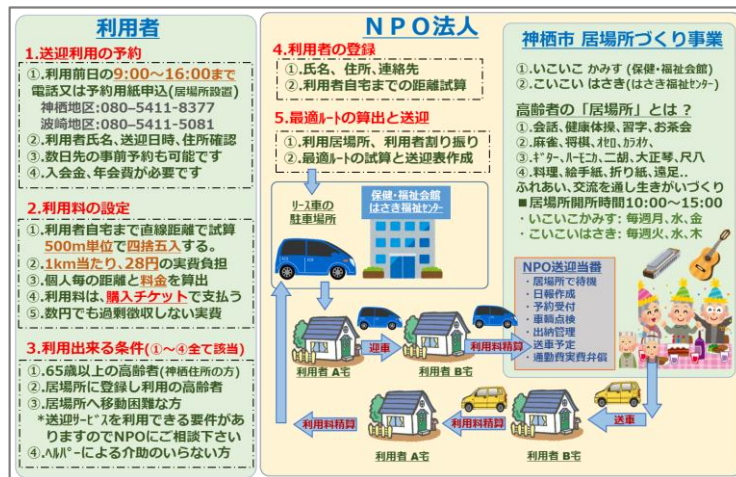 利用者
1.送迎利用の予約
①.利用前日の9:00～16:00まで
電話又は予約用紙申込(居場所設置)
神栖地区:080-5411-8377
波崎地区:080-5411-5081
②.利用者氏名、送迎日時、住所確認
③.数日先の事前予約も可能です
④.入会金、年会費が必要です
2.利用料の設定
①.利用者自宅まで直線距離で試算
500m単位で四捨五入する。
②.1km当たり、28円の実費負担
③.個人毎の距離と料金を算出
④.利用料は、購入チケットで支払う
⑤.数円でも過剰徴収しない実費
3.利用出来る条件(①～④全て該当)
①.65歳以上の高齢者(神栖住所の方)
②.居場所に登録し利用の高齢者
③.居場所へ移動困難な方
*送迎ｻｰﾋﾞｽを利用できる要件があ
りますのでNPOにご相談下さい
④.ﾍﾙﾊﾟｰによる介助のいらない方
NPO法人
4.利用者の登録
①.氏名、住所、連絡先
②.利用者自宅までの距離試算
5.最適ルートの算出と送迎
①.利用居場所、利用者割り振り
②.最適ﾙｰﾄの試算と送迎表作成
ﾘｰｽ車の
駐車場所
保健・福祉会館
はさき福祉ｾﾝﾀｰ
利用者 A宅
迎車
利用者 B宅
利用料精算
神栖市 居場所づくり事業
①.いこいこ かみす (保健・福祉会館)
②.こいこい はさき(はさき福祉ｾﾝﾀｰ)
高齢者の「居場所」とは ?
①.会話、健康体操、習字、お茶会
②.麻雀、将棋、ｵｾﾛ、ｶﾗｵｹ、
③.ｷﾞﾀｰ、ﾊｰﾓﾆｶ、二胡、大正琴、尺八
④.料理、絵手紙、折り紙、遠足..
ふれあい、交流を通し生きがいづくり
■居場所開所時間10:00～15:00
・いこいこかみす: 毎週月、水、金
・こいこいはさき: 毎週火、水、木
NPO送迎当番
・居場所で待機
・日報作成
・予約受付
・車輌点検
・出納管理
・送車予定
・通勤費実費弁償
利用料精算
利用者 A宅
利用料精算
利用者 B宅
送車